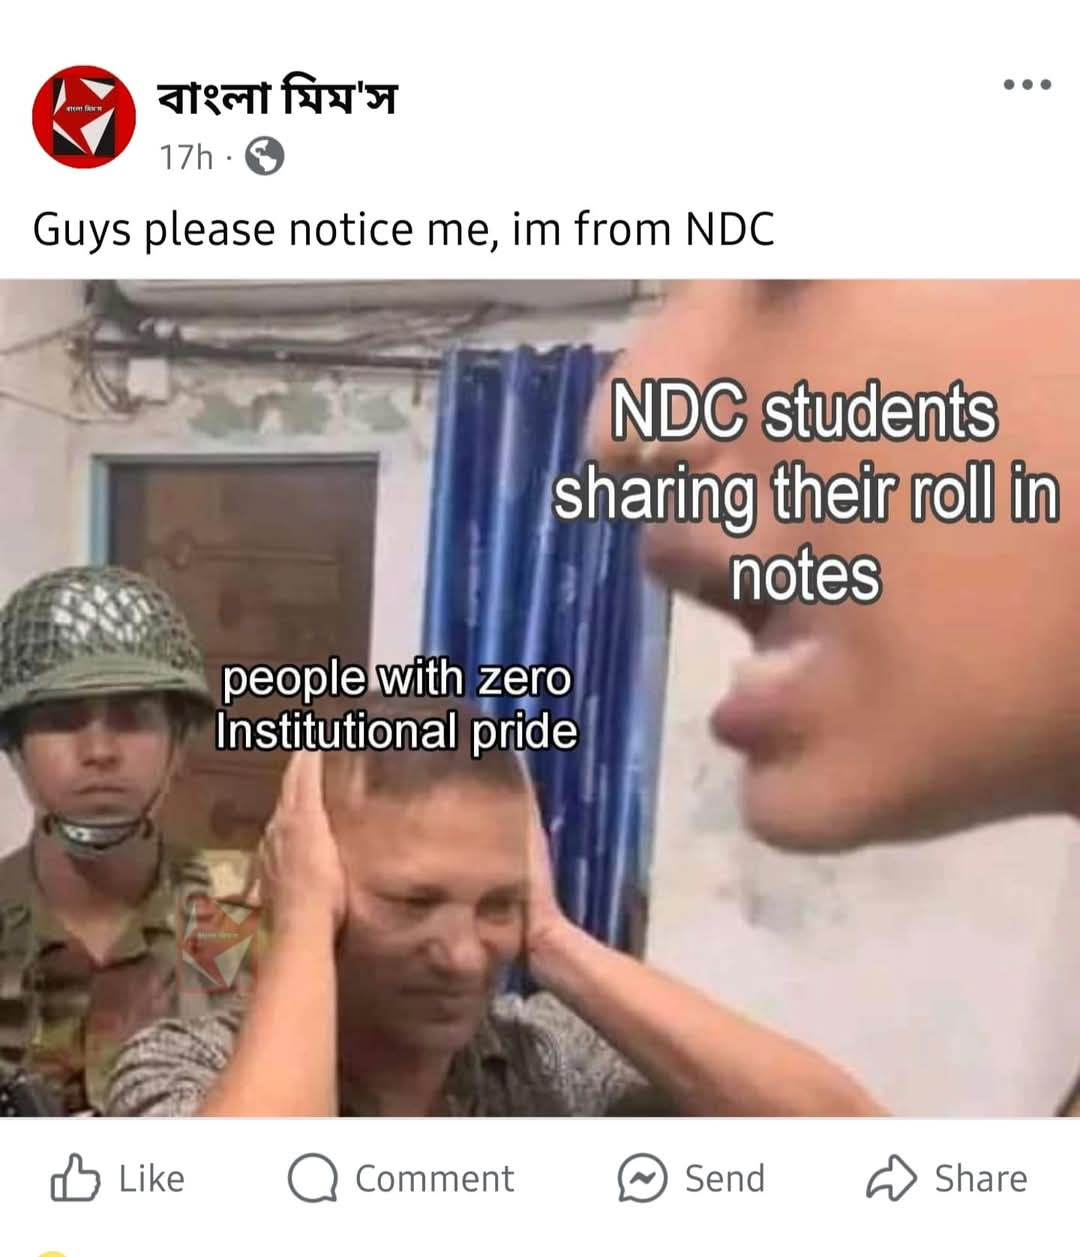 বাংলা মিম'স
17h ·
Guys please notice me, im from NDC
NDC students
sharing their roll in
notes
people with zero
Institutional pride
Like
Comment
Send
Share